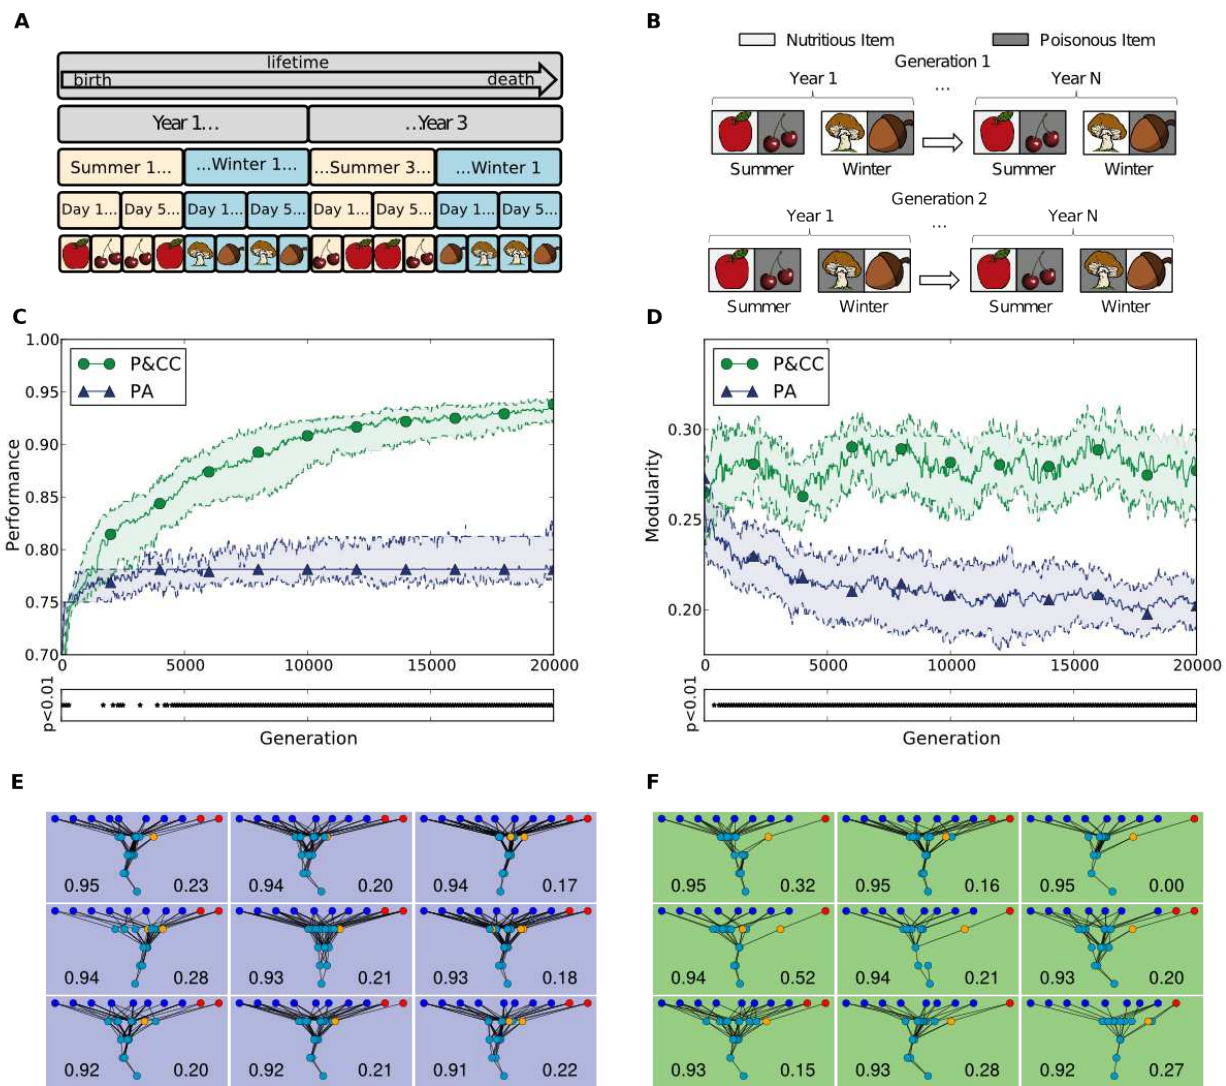 A
lifetime
birth death
Year 1... ..Year 3
Summer 1... ...Winter 1... ...Summer 3... ...Winter 1
Day 1... Day 5... Day 1... Day 5... Day 1... Day 5... Day 1... Day 5...
B
Nutritious Item Poisonous Item
Generation 1
Year 1 ... Year N
Summer Winter Summer Winter
Generation 2
Year 1 ... Year N
Summer Winter Summer Winter
C
1.00
0.95
0.90
0.85
0.80
0.75
0.70
Performance
P&CC
PA
0 5000 10000 15000 20000
p<0.01
Generation
D
0.30
0.25
0.20
Modularity
P&CC
PA
0 5000 10000 15000 20000
p<0.01
Generation
E
0.95 0.23 0.94 0.20 0.94 0.17
0.94 0.28 0.93 0.21 0.93 0.18
0.92 0.20 0.92 0.21 0.91 0.22
F
0.95 0.32 0.95 0.16 0.95 0.00
0.94 0.52 0.94 0.21 0.93 0.20
0.93 0.15 0.93 0.28 0.92 0.27